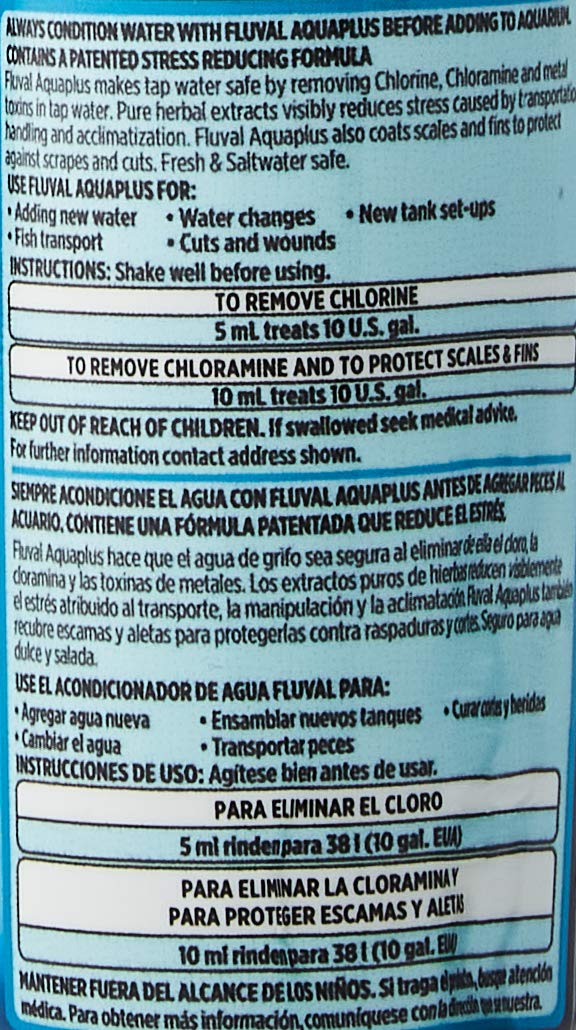 ALWAYS CONDITION WATER WITH FLUVAL AQUAPLUS BEFORE ADDING TO AQUARIUM.
CONTAINS A PATENTED STRESS REDUCING FORMULA
Fluval Aquaplus makes tap water safe by removing Chlorine, Chloramine and metal
toxins in tap water. Pure herbal extracts visibly reduces stress caused by
handling and acclimatization. Fluval Aquaplus also coats scales and fins to protect
against scrapes and cuts. Fresh & Saltwater safe.
USE FLUVAL AQUAPLUS FOR:
• Adding new water • Water changes • New tank set-ups
• Fish transport • Cuts and wounds
INSTRUCTIONS: Shake well before using.
TO REMOVE CHLORINE
5 mL treats 10 U.S. gal.
TO REMOVE CHLORAMINE AND TO PROTECT SCALES & FINS
10 mL treats 10 U.S. gal.
KEEP OUT OF REACH OF CHILDREN. If swallowed seek medical advice.
For further information contact address shown.
SIEMPRE ACONDICIONE EL AGUA CON FLUVAL AQUAPLUS ANTES DE AGREGAR PECES AL
ACUARIO, CONTIENE UNA FÓRMULA PATENTADA QUE REDUCE EL ESTRÉS.
Fluval Aquaplus hace que el agua de grifo sea segura al eliminar de ella el cloro, la
cloramina y las toxinas de metales. Los extractos puros de hierbas reducen visiblemente
el estrés atribuido al transporte, la manipulación y la aclimatación. Fluval Aquaplus también
recubre escamas y aletas para protegerlas contra raspaduras y cortes. Seguro para agua
dulce y salada.
USE EL ACONDICIONADOR DE AGUA FLUVAL PARA:
• Agregar agua nueva • Ensamblar nuevos tanques • Curar cortes y heridas
• Cambiar el agua • Transportar peces
INSTRUCCIONES DE USO: Agítese bien antes de usar.
PARA ELIMINAR EL CLORO
5 ml rinden para 38 l (10 gal. EUA)
PARA ELIMINAR LA CLORAMINA Y
PARA PROTEGER ESCAMAS Y ALETAS
10 ml rinden para 38 l (10 gal. EUA)
MANTENER FUERA DEL ALCANCE DE LOS NIÑOS. Si traga el producto, busque atención
médica. Para obtener más información, comuníquese con la dirección que se muestra.